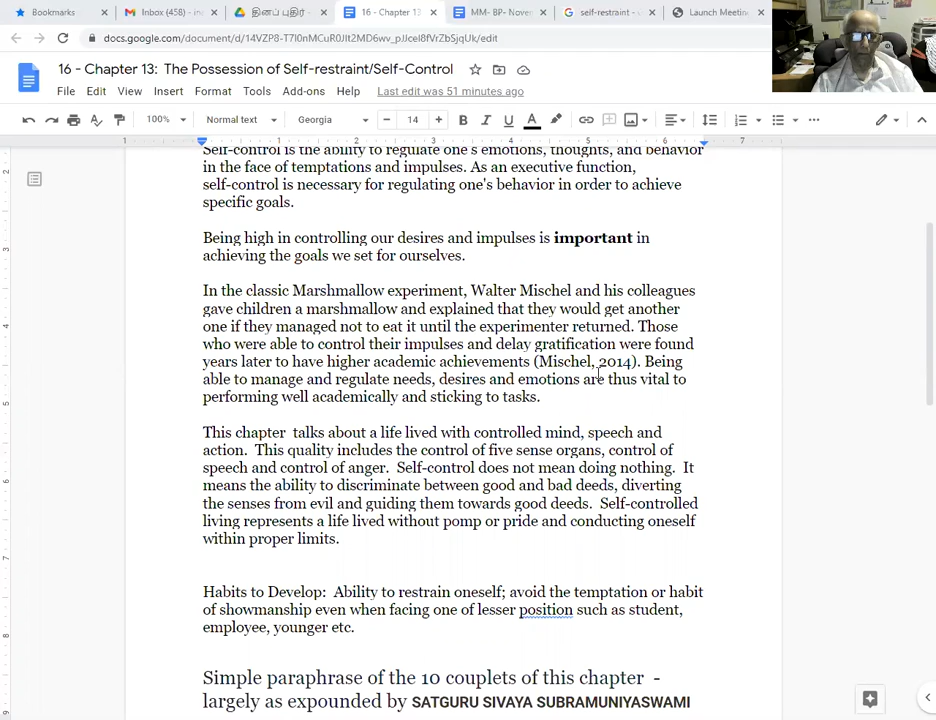 Bookmarks
Inbox (458) - in
தினப் புதிர் -
16 - Chapter 13:
MM- BP- Nove
self-restraint -
Launch Meetin
docs.google.com/document/d/14VZP8-T7l0nMCuR0JIt2MD6wv_pJJcel8fVrZbSjqUk/edit
16 - Chapter 13: The Possession of Self-restraint/Self-Control
File Edit View Insert Format Tools Add-ons Help Last edit was 51 minutes ago
100% Normal text Georgia - 14 + B I U A
1 1 2 3 4 5 6 7
Self-control is the ability to regulate one's emotions, thoughts, and behavior
in the face of temptations and impulses. As an executive function,
self-control is necessary for regulating one's behavior in order to achieve
specific goals.
Being high in controlling our desires and impulses is important in
achieving the goals we set for ourselves.
In the classic Marshmallow experiment, Walter Mischel and his colleagues
gave children a marshmallow and explained that they would get another
one if they managed not to eat it until the experimenter returned. Those
who were able to control their impulses and delay gratification were found
years later to have higher academic achievements (Mischel, 2014). Being
able to manage and regulate needs, desires and emotions are thus vital to
performing well academically and sticking to tasks.
This chapter talks about a life lived with controlled mind, speech and
action. This quality includes the control of five sense organs, control of
speech and control of anger. Self-control does not mean doing nothing. It
means the ability to discriminate between good and bad deeds, diverting
the senses from evil and guiding them towards good deeds. Self-controlled
living represents a life lived without pomp or pride and conducting oneself
within proper limits.
Habits to Develop: Ability to restrain oneself; avoid the temptation or habit
of showmanship even when facing one of lesser position such as student,
employee, younger etc.
Simple paraphrase of the 10 couplets of this chapter -
largely as expounded by SATGURU SIVAYA SUBRAMUNIYASWAMI